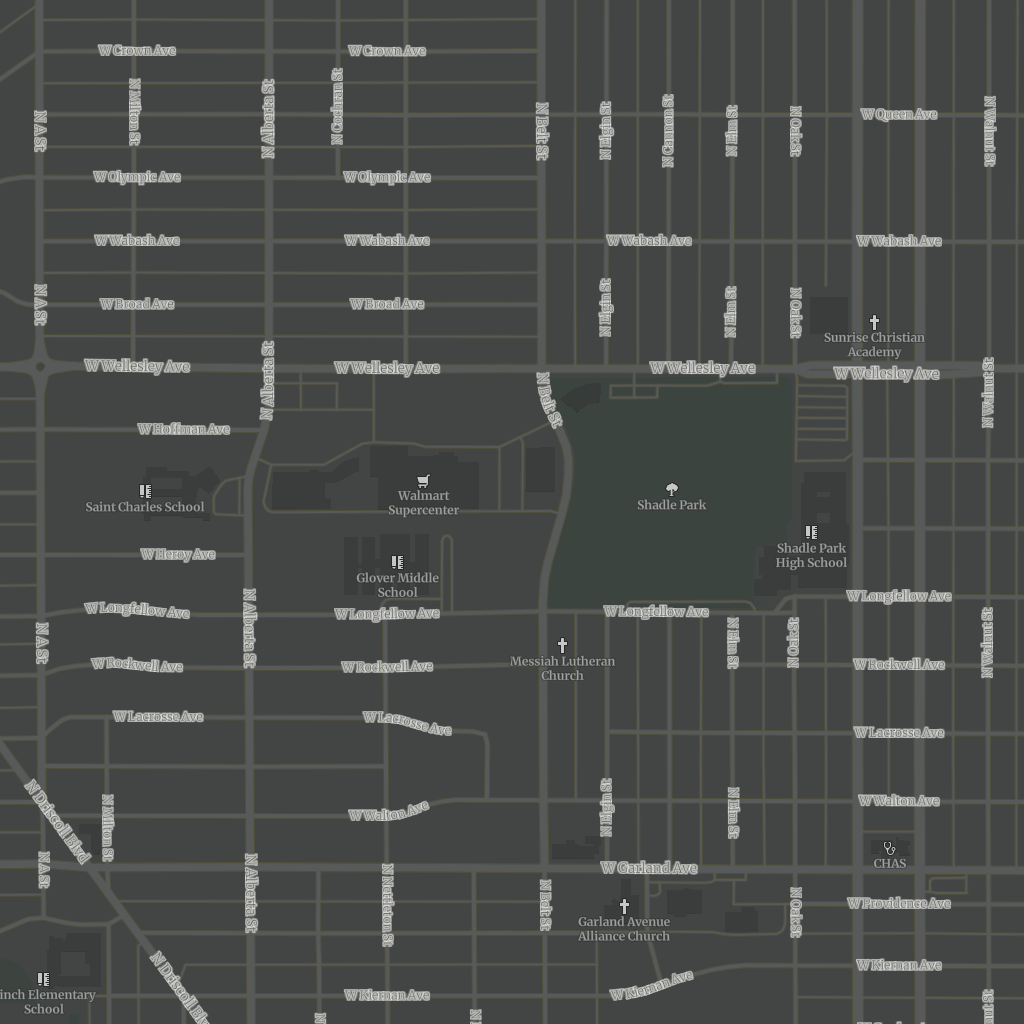 W Crown Ave
W Crown Ave
N Milton St
N Alberta St
N Cochran St
N A St
N Belt St
N Elgin St
N Cannon St
N Elm St
N Oak St
W Queen Ave
N Walnut St
W Olympic Ave
W Olympic Ave
W Wabash Ave
W Wabash Ave
W Wabash Ave
W Wabash Ave
N A St
W Broad Ave
W Broad Ave
N Elgin St
N Elm St
N Oak St
Sunrise Christian
Academy
W Wellesley Ave
W Wellesley Ave
W Wellesley Ave
W Wellesley Ave
N Alberta St
N Belt St
N Walnut St
W Hoffman Ave
Saint Charles School
Walmart
Supercenter
Shadle Park
W Heroy Ave
Glover Middle
School
Shadle Park
High School
W Longfellow Ave
W Longfellow Ave
W Longfellow Ave
W Longfellow Ave
N A St
N Alberta St
N Elm St
N Oak St
N Walnut St
W Rockwell Ave
W Rockwell Ave
W Rockwell Ave
Messiah Lutheran
Church
W Lacrosse Ave
W Lacrosse Ave
W Lacrosse Ave
N Driscoll Blvd
N Milton St
W Walton Ave
W Walton Ave
N Elgin St
N Elm St
CHAS
N A St
N Alberta St
N Nettleton St
N Belt St
W Garland Ave
N Oak St
W Providence Ave
Garland Avenue
Alliance Church
N Driscoll Blv
inch Elementary
School
W Kiernan Ave
W Kiernan Ave
W Kiernan Ave